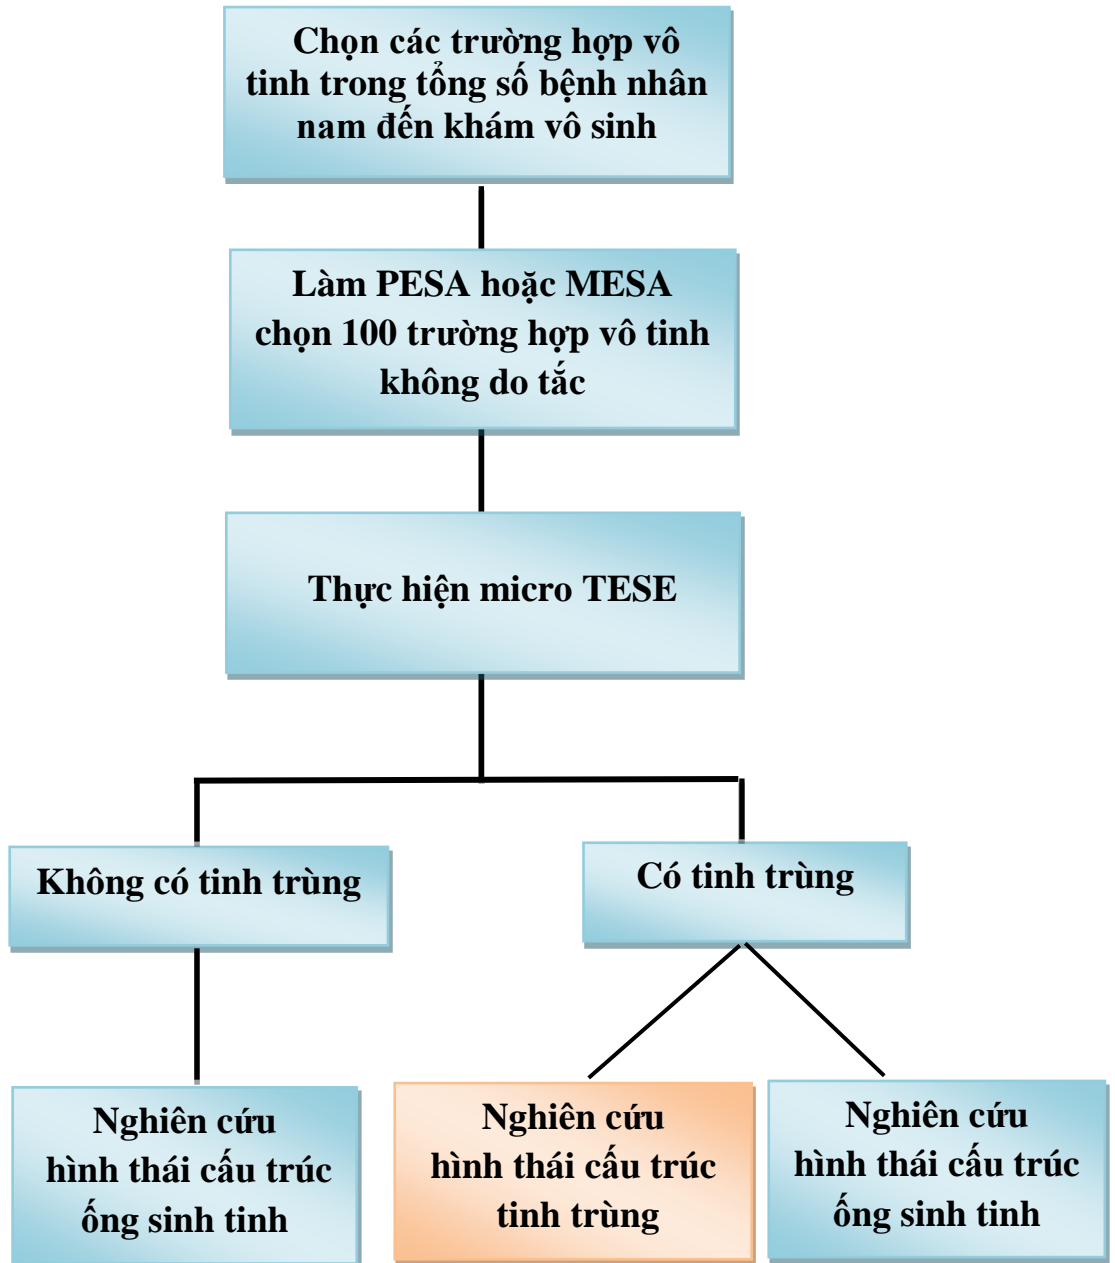 Chọn các trường hợp vô
tinh trong tổng số bệnh nhân
nam đến khám vô sinh
Làm PESA hoặc MESA
chọn 100 trường hợp vô tinh
không do tắc
Thực hiện micro TESE
Không có tinh trùng
Có tinh trùng
Nghiên cứu
hình thái cấu trúc
ống sinh tinh
Nghiên cứu
hình thái cấu trúc
tinh trùng
Nghiên cứu
hình thái cấu trúc
ống sinh tinh